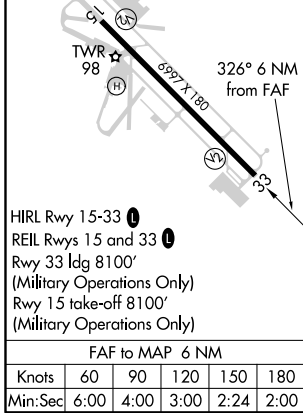 15
V5
TWR
98
H
6997 X 180
326° 6 NM
from FAF
V2
33
HIRL Rwy 15-33 L
REIL Rwys 15 and 33 L
Rwy 33 ldg 8100'
(Military Operations Only)
Rwy 15 take-off 8100'
(Military Operations Only)
FAF to MAP 6 NM
Knots 60 90 120 150 180
Min:Sec 6:00 4:00 3:00 2:24 2:00